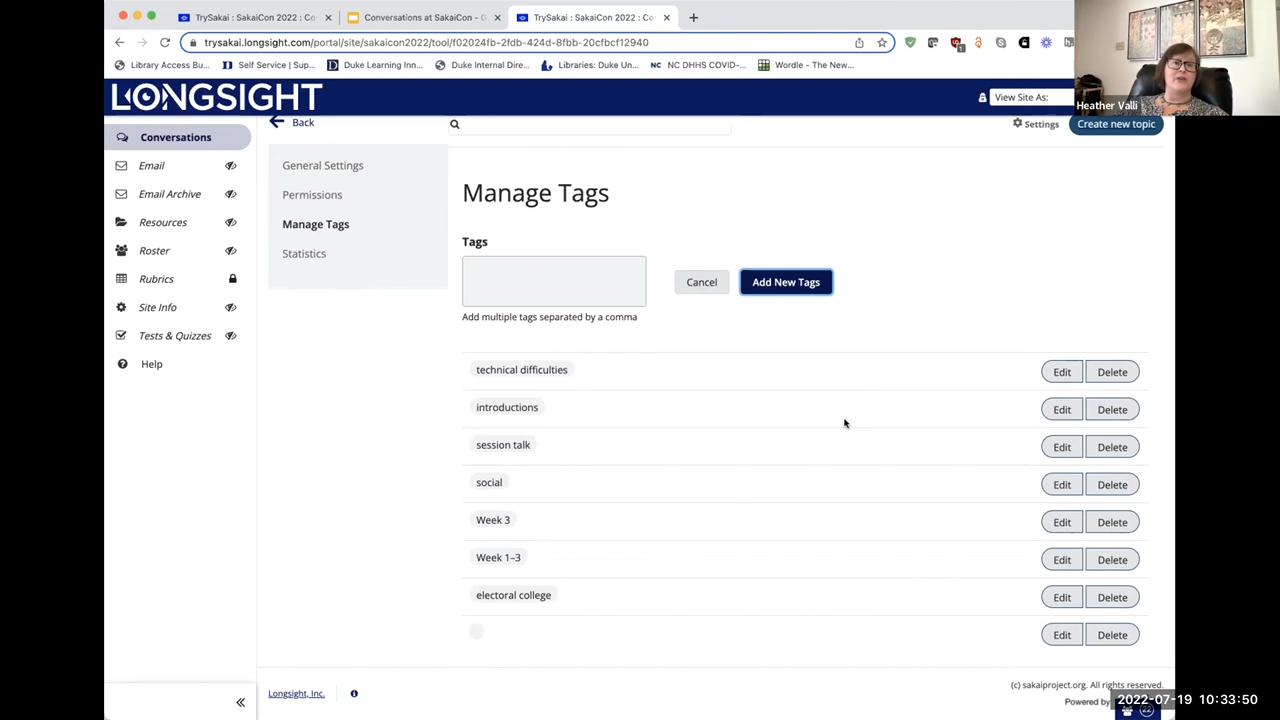 TrySakai : SakaiCon 2022 : Co
Conversations at SakaiCon - G
TrySakai : SakaiCon 2022 : Co
trysakai.longsight.com/portal/site/sakaicon2022/tool/f02024fb-2fdb-424d-8fbb-20cfbcf12940
Library Access Bu...
Self Service | Sup...
Duke Learning Inn...
Duke Internal Dire...
Libraries: Duke Un...
NC DHHS COVID-...
Wordle - The New...
LONGSIGHT
View Site As:
Heather Valli
Conversations
Email
Email Archive
Resources
Roster
Rubrics
Site Info
Tests & Quizzes
Help
Back
Settings
Create new topic
General Settings
Permissions
Manage Tags
Statistics
Manage Tags
Tags
Cancel
Add New Tags
Add multiple tags separated by a comma
technical difficulties Edit Delete
introductions Edit Delete
session talk Edit Delete
social Edit Delete
Week 3 Edit Delete
Week 1–3 Edit Delete
electoral college Edit Delete
Edit Delete
Longsight, Inc.
(c) sakaiproject.org. All rights reserved.
Powered by
2022-07-19 10:33:50
22